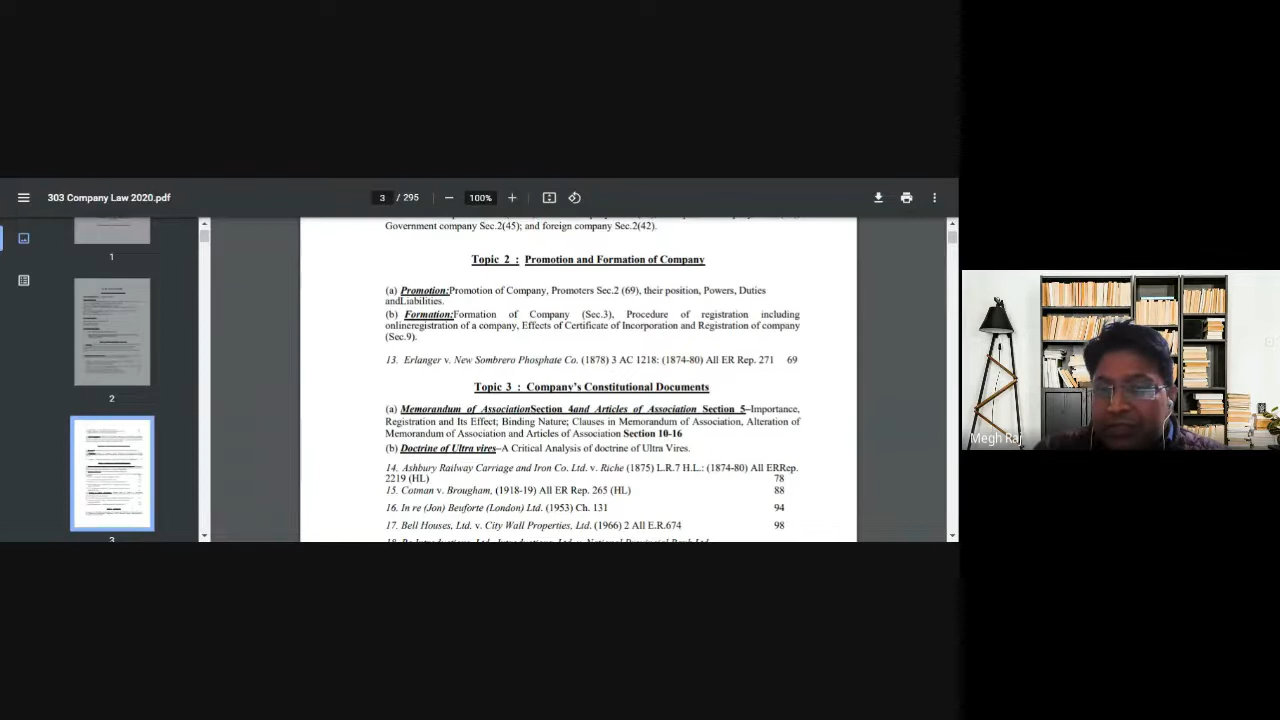 303 Company Law 2020.pdf
3 / 295
100%
1
2
3
Government company Sec.2(45); and foreign company Sec.2(42).
Topic 2 : Promotion and Formation of Company
(a) Promotion:Promotion of Company, Promoters Sec.2 (69), their position, Powers, Duties
andLiabilities.
(b) Formation:Formation of Company (Sec.3), Procedure of registration including
onlineregistration of a company, Effects of Certificate of Incorporation and Registration of company
(Sec.9).
13. Erlanger v. New Sombrero Phosphate Co. (1878) 3 AC 1218: (1874-80) All ER Rep. 271 69
Topic 3 : Company’s Constitutional Documents
(a) Memorandum of AssociationSection 4and Articles of Association Section 5–Importance,
Registration and Its Effect; Binding Nature; Clauses in Memorandum of Association, Alteration of
Memorandum of Association and Articles of Association Section 10-16
(b) Doctrine of Ultra vires–A Critical Analysis of doctrine of Ultra Vires.
14. Ashbury Railway Carriage and Iron Co. Ltd. v. Riche (1875) L.R.7 H.L.: (1874-80) All ERRep.
2219 (HL) 78
15. Cotman v. Brougham, (1918-19) All ER Rep. 265 (HL) 88
16. In re (Jon) Beuforte (London) Ltd. (1953) Ch. 131 94
17. Bell Houses, Ltd. v. City Wall Properties, Ltd. (1966) 2 All E.R.674 98
Megh Raj